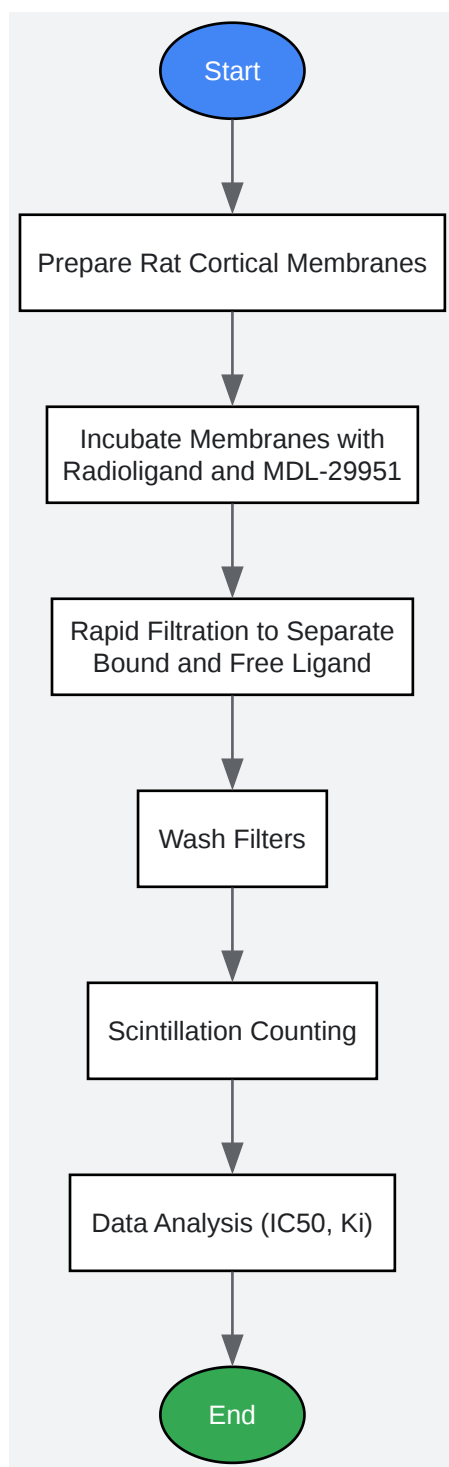 Start
Prepare Rat Cortical Membranes
Incubate Membranes with
Radioligand and MDL-29951
Rapid Filtration to Separate
Bound and Free Ligand
Wash Filters
Scintillation Counting
Data Analysis (IC50, Ki)
End